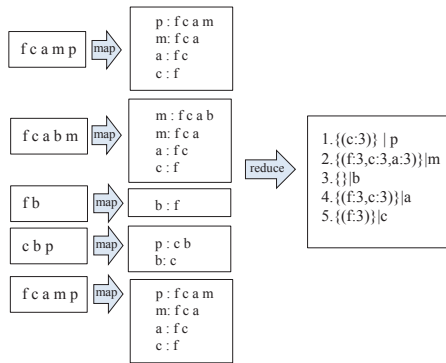 f c a m p
map
p : f c a m
m: f c a
a : f c
c : f
f c a b m
map
m : f c a b
m: f c a
a : f c
c : f
f b
map
b : f
c b p
map
p : c b
b: c
f c a m p
map
p : f c a m
m: f c a
a : f c
c : f
reduce
1.{(c:3)} | p
2.{(f:3,c:3,a:3)}|m
3.{}|b
4.{(f:3,c:3)}|a
5.{(f:3)}|c